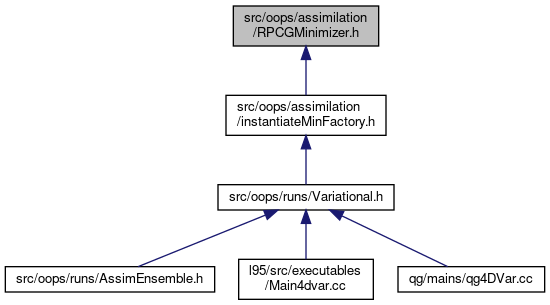 src/oops/assimilation
/RPCGMinimizer.h
src/oops/assimilation
/instantiateMinFactory.h
src/oops/runs/Variational.h
src/oops/runs/AssimEnsemble.h
l95/src/executables
/Main4dvar.cc
qg/mains/qg4DVar.cc